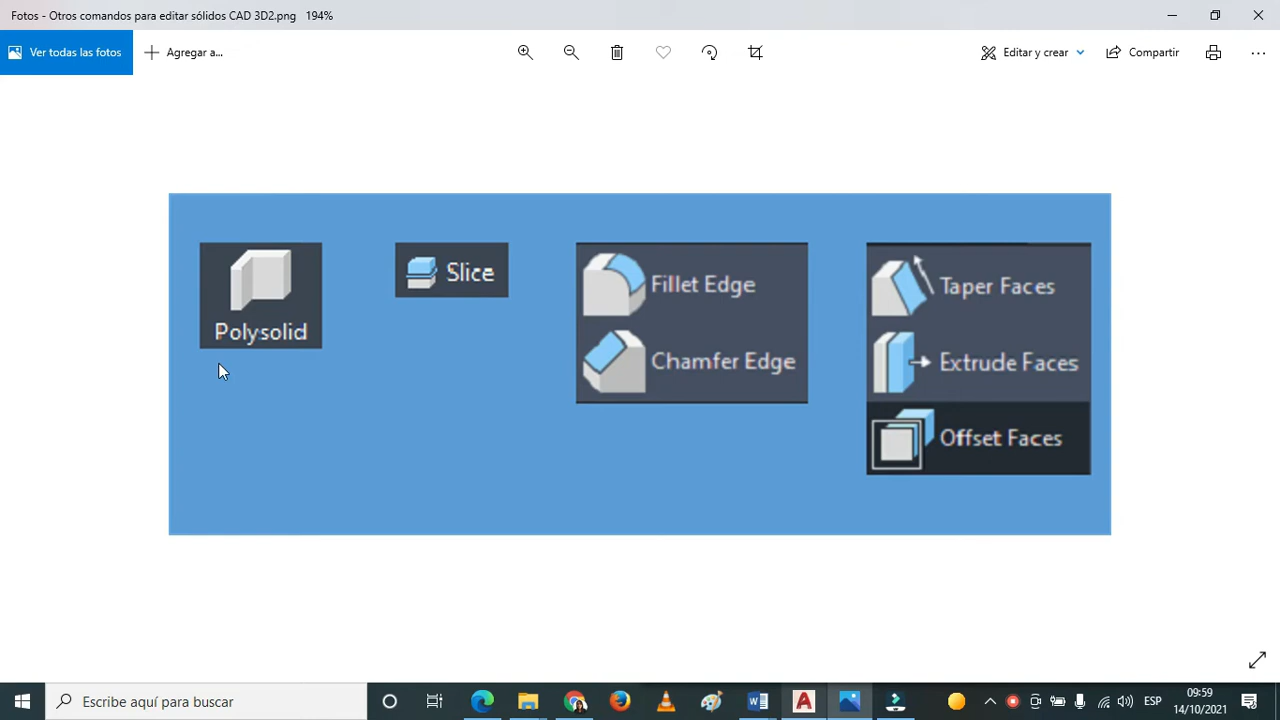 Fotos - Otros comandos para editar sólidos CAD 3D2.png 194%
Ver todas las fotos
Agregar a...
Editar y crear
Compartir
Polysolid
Slice
Fillet Edge
Chamfer Edge
Taper Faces
Extrude Faces
Offset Faces
Escribe aquí para buscar
ESP
09:59
14/10/2021